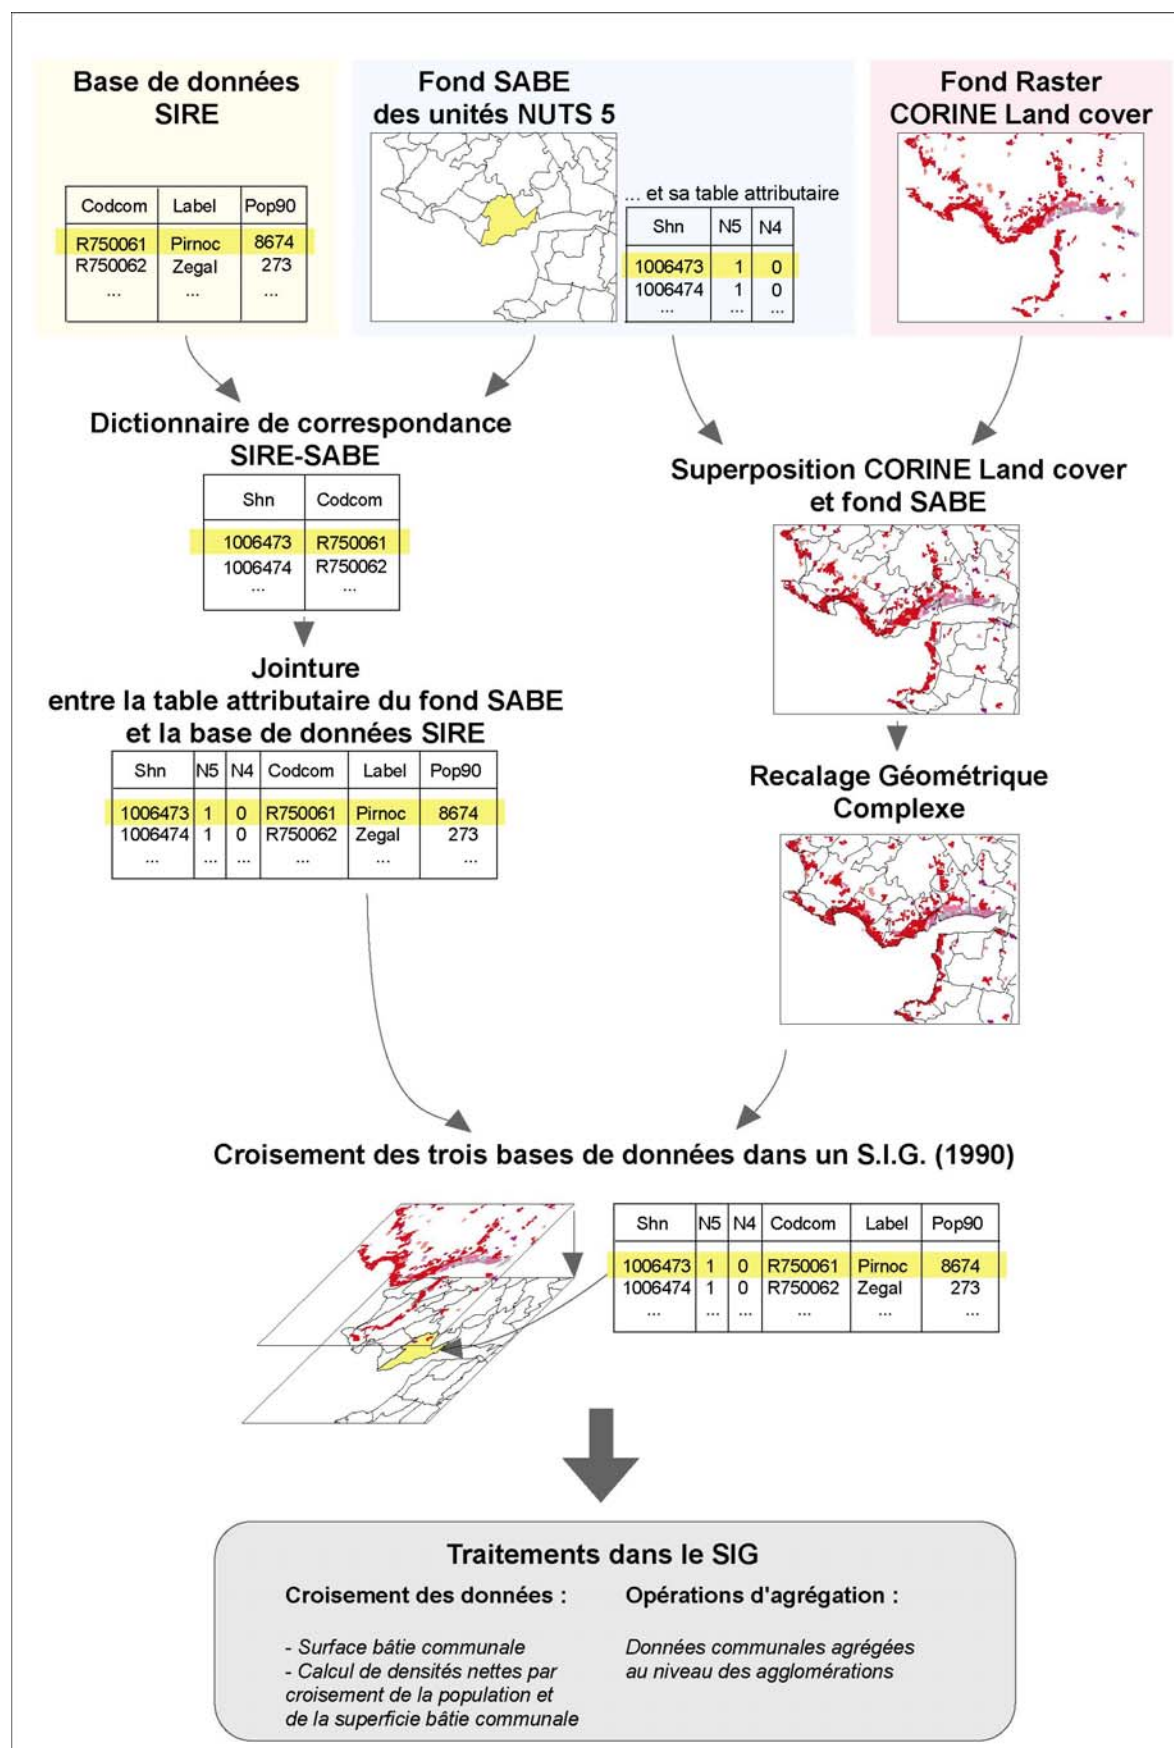 Base de données
SIRE
Codcom Label Pop90
R750061 Pirnoc 8674
R750062 Zegal 273
... ... ...
Fond SABE
des unités NUTS 5
... et sa table attributaire
Shn N5 N4
1006473 1 0
1006474 1 0
... ... ...
Fond Raster
CORINE Land cover
Dictionnaire de correspondance
SIRE-SABE
Shn Codcom
1006473 R750061
1006474 R750062
... ...
Jointure
entre la table attributaire du fond SABE
et la base de données SIRE
Shn N5 N4 Codcom Label Pop90
1006473 1 0 R750061 Pirnoc 8674
1006474 1 0 R750062 Zegal 273
... ... ... ... ... ...
Superposition CORINE Land cover
et fond SABE
Recalage Géométrique
Complexe
Croisement des trois bases de données dans un S.I.G. (1990)
Shn N5 N4 Codcom Label Pop90
1006473 1 0 R750061 Pirnoc 8674
1006474 1 0 R750062 Zegal 273
... ... ... ... ... ...
Traitements dans le SIG
Croisement des données :
- Surface bâtie communale
- Calcul de densités nettes par
croisement de la population et
de la superficie bâtie communale
Opérations d'agrégation :
Données communales agrégées
au niveau des agglomérations